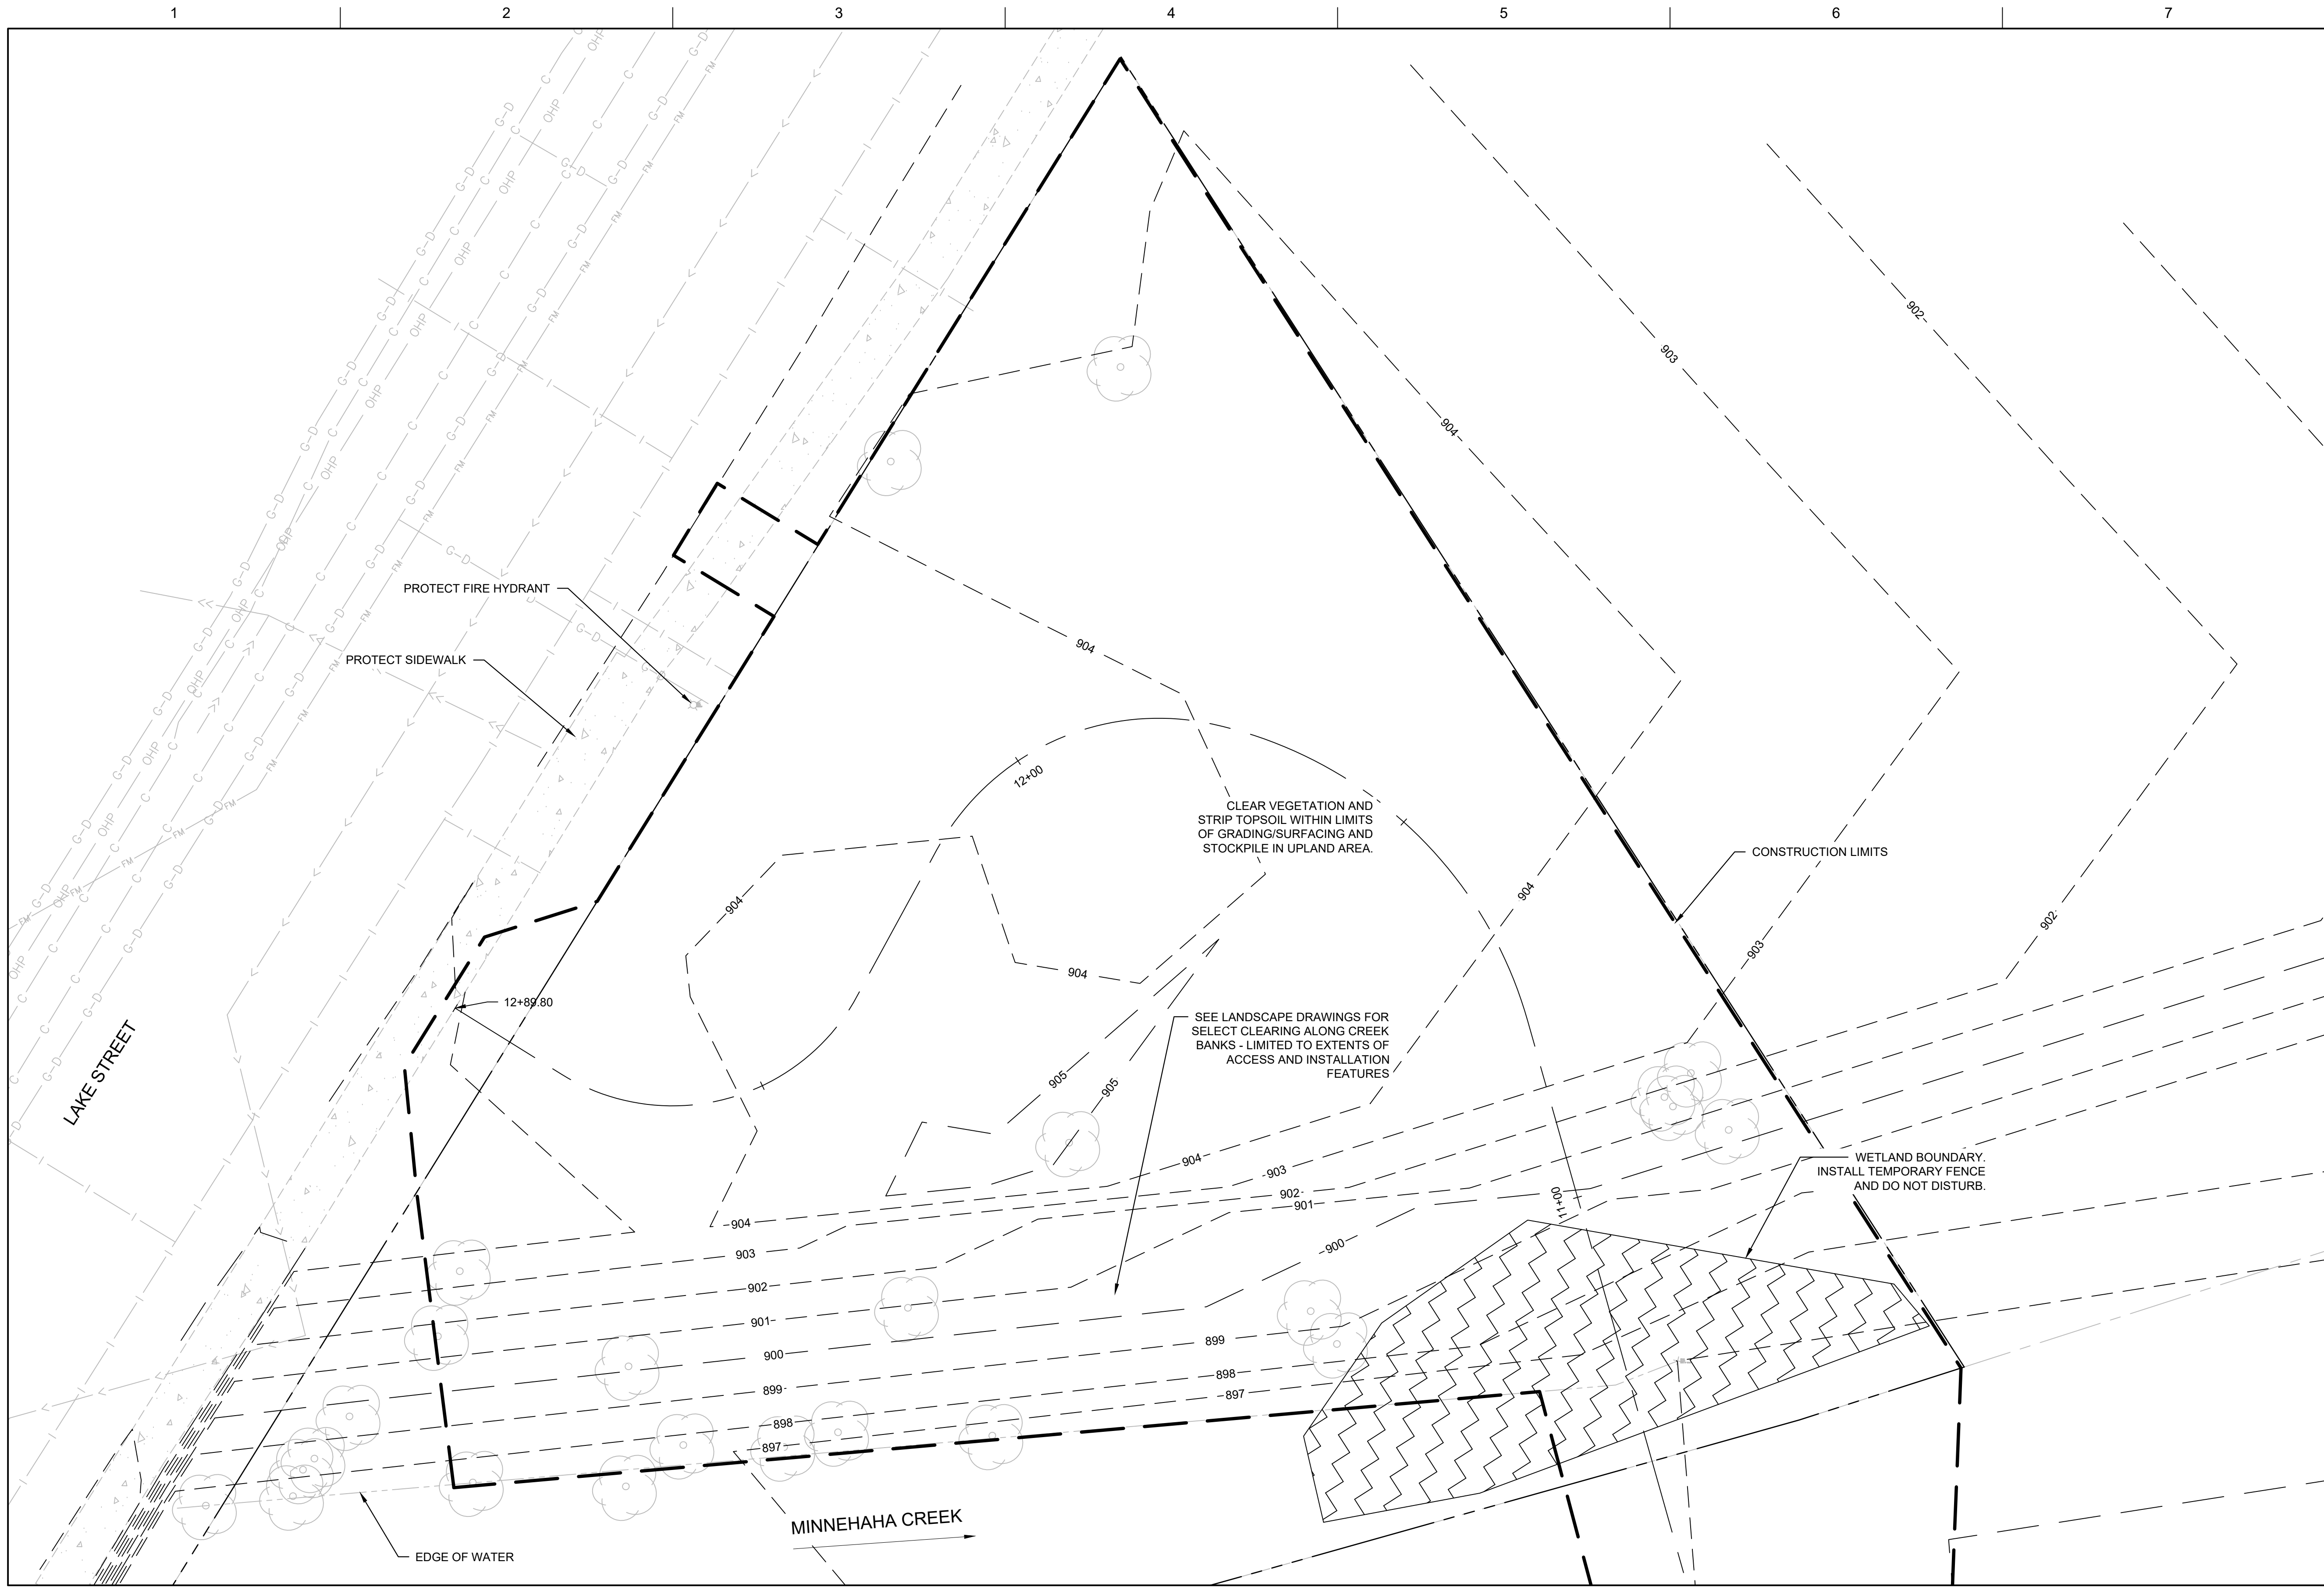 1 2 3 4 5 6 7
902
903
904
PROTECT FIRE HYDRANT
904
PROTECT SIDEWALK
12+00
CLEAR VEGETATION AND
STRIP TOPSOIL WITHIN LIMITS
OF GRADING/SURFACING AND
STOCKPILE IN UPLAND AREA.
CONSTRUCTION LIMITS
904
904
902
903
904
12+89.80
SEE LANDSCAPE DRAWINGS FOR
SELECT CLEARING ALONG CREEK
BANKS - LIMITED TO EXTENTS OF
ACCESS AND INSTALLATION
FEATURES
LAKE STREET
905
905
WETLAND BOUNDARY.
INSTALL TEMPORARY FENCE
AND DO NOT DISTURB.
904
903
902
901
11+00
904
903
900
902
901
899
900
898
899
897
898
897
MINNEHAHA CREEK
EDGE OF WATER